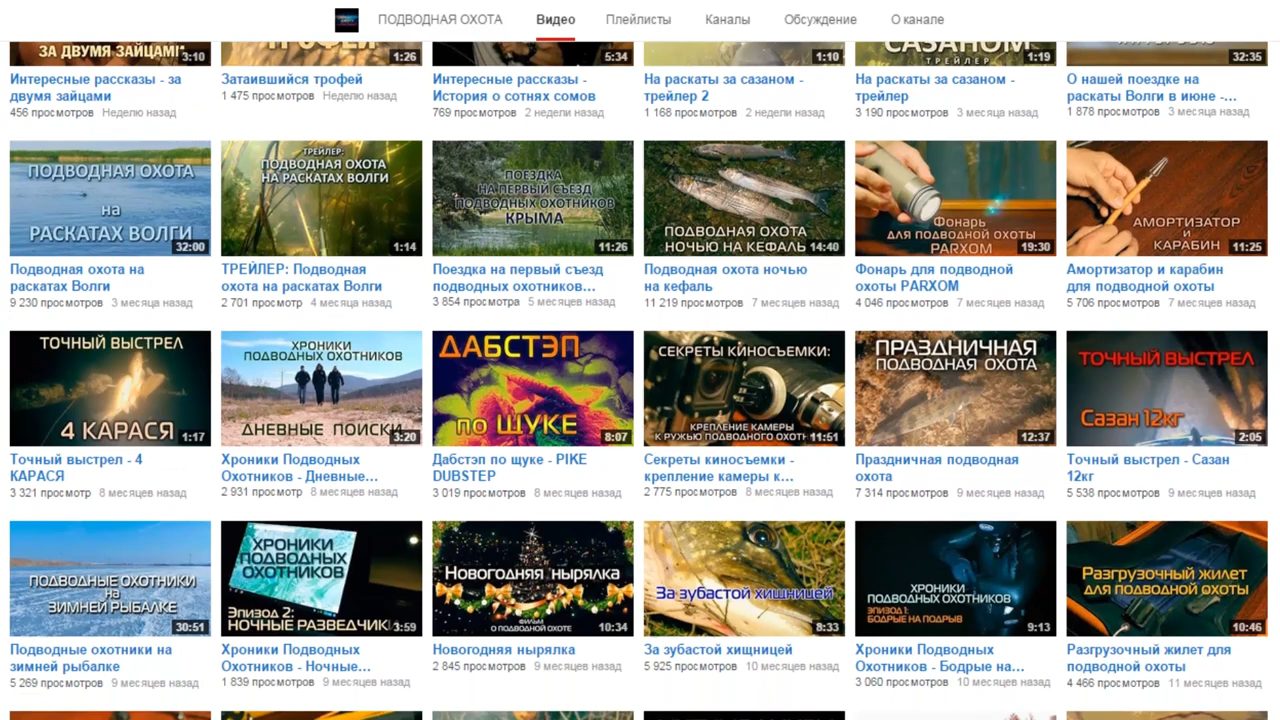 ПОДВОДНАЯ ОХОТА Видео Плейлисты Каналы Обсуждение О канале
ЗА ДВУМЯ ЗАЙЦАМИ 3:10
ТРОФЕЙ 1:26
5:34
1:10
САЗАНОМ
ТРЕЙЛЕР 1:19
32:35
Интересные рассказы - за
двумя зайцами
456 просмотров Неделю назад
Затаившийся трофей
1 475 просмотров Неделю назад
Интересные рассказы -
История о сотнях сомов
769 просмотров 2 недели назад
На раскаты за сазаном -
трейлер 2
1 168 просмотров 2 недели назад
На раскаты за сазаном -
трейлер
3 190 просмотров 3 месяца назад
О нашей поездке на
раскаты Волги в июне -...
1 878 просмотров 3 месяца назад
ПОДВОДНАЯ ОХОТА
на
РАСКАТАХ ВОЛГИ 32:00
ТРЕЙЛЕР:
ПОДВОДНАЯ ОХОТА
НА РАСКАТАХ ВОЛГИ
1:14
ПОЕЗДКА
НА ПЕРВЫЙ СЪЕЗД
ПОДВОДНЫХ ОХОТНИКОВ
КРЫМА
11:26
ПОДВОДНАЯ ОХОТА
НОЧЬЮ НА КЕФАЛЬ 14:40
Фонарь
ДЛЯ ПОДВОДНОЙ ОХОТЫ
PARXOM 19:30
АМОРТИЗАТОР
И
КАРАБИН 11:25
Подводная охота на
раскатах Волги
9 230 просмотров 3 месяца назад
ТРЕЙЛЕР: Подводная
охота на раскатах Волги
2 701 просмотр 4 месяца назад
Поездка на первый съезд
подводных охотников...
3 854 просмотра 5 месяцев назад
Подводная охота ночью
на кефаль
11 219 просмотров 7 месяцев назад
Фонарь для подводной
охоты PARXOM
4 046 просмотров 7 месяцев назад
Амортизатор и карабин
для подводной охоты
5 706 просмотров 7 месяцев назад
ТОЧНЫЙ ВЫСТРЕЛ
4 КАРАСЯ 1:17
ХРОНИКИ
ПОДВОДНЫХ ОХОТНИКОВ
ДНЕВНЫЕ ПОИСКИ 3:20
ДАБСТЭП
по ЩУКЕ 8:07
СЕКРЕТЫ КИНОСЪЕМКИ:
КРЕПЛЕНИЕ КАМЕРЫ
К РУЖЬЮ ПОДВОДНОГО ОХОТН 11:51
ПРАЗДНИЧНАЯ
ПОДВОДНАЯ ОХОТА
12:37
ТОЧНЫЙ ВЫСТРЕЛ
Сазан 12кг
2:05
Точный выстрел - 4
КАРАСЯ
3 321 просмотр 8 месяцев назад
Хроники Подводных
Охотников - Дневные...
2 931 просмотр 8 месяцев назад
Дабстэп по щуке - PIKE
DUBSTEP
3 019 просмотров 8 месяцев назад
Секреты киносъемки -
крепление камеры к...
2 775 просмотров 8 месяцев назад
Праздничная подводная
охота
7 314 просмотров 9 месяцев назад
Точный выстрел - Сазан
12кг
5 538 просмотров 9 месяцев назад
ПОДВОДНЫЕ ОХОТНИКИ
на
ЗИМНЕЙ РЫБАЛКЕ
30:51
ХРОНИКИ
ПОДВОДНЫХ
ОХОТНИКОВ
Эпизод 2:
НОЧНЫЕ РАЗВЕДЧИКИ 3:59
Новогодняя нырялка
ФИЛЬМ
О ПОДВОДНОЙ ОХОТЕ 10:34
За зубастой хищницей
8:33
ХРОНИКИ
ПОДВОДНЫХ ОХОТНИКОВ
ЭПИЗОД 1:
БОДРЫЕ НА ПОДРЫВ
9:13
Разгрузочный жилет
для подводной охоты
10:46
Подводные охотники на
зимней рыбалке
5 269 просмотров 9 месяцев назад
Хроники Подводных
Охотников - Ночные...
1 839 просмотров 9 месяцев назад
Новогодняя нырялка
2 845 просмотров 9 месяцев назад
За зубастой хищницей
5 925 просмотров 10 месяцев назад
Хроники Подводных
Охотников - Бодрые на...
3 060 просмотров 10 месяцев назад
Разгрузочный жилет для
подводной охоты
4 466 просмотров 11 месяцев назад